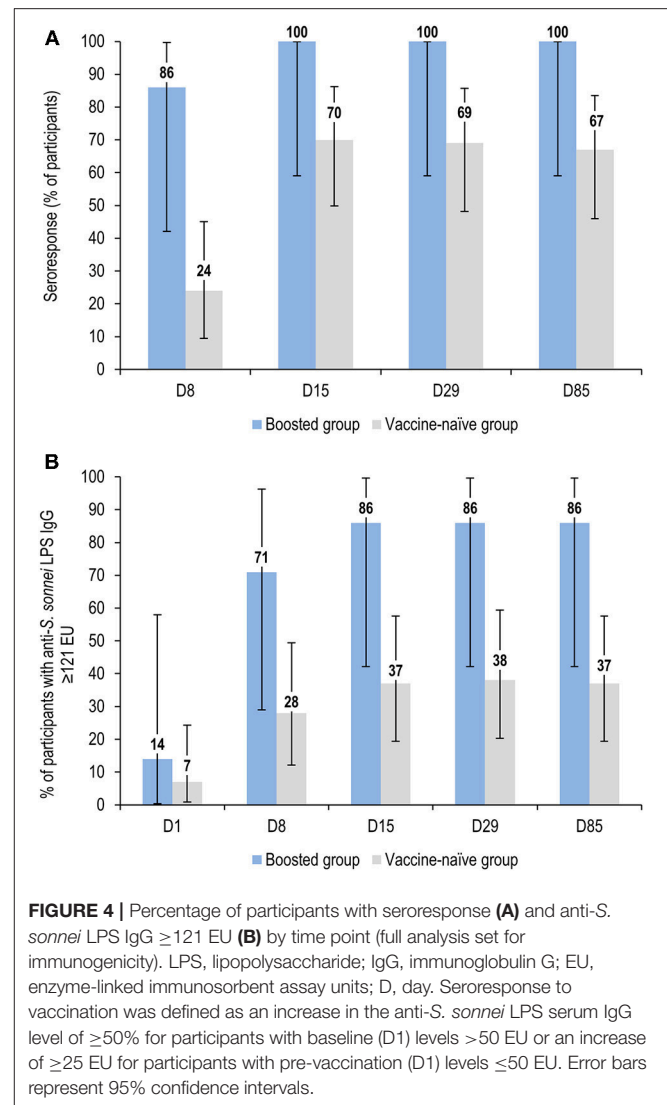 A
Seroresponse (% of participants)
100
90
80
70
60
50
40
30
20
10
0
86
24
100
70
100
69
100
67
D8
D15
D29
D85
Boosted group
Vaccine-naïve group
B
% of participants with anti-S. sonnei LPS IgG
≥121 EU
100
90
80
70
60
50
40
30
20
10
0
14
7
71
28
86
37
86
38
86
37
D1
D8
D15
D29
D85
Boosted group
Vaccine-naïve group
FIGURE 4 | Percentage of participants with seroresponse (A) and anti-S.
sonnei LPS IgG ≥121 EU (B) by time point (full analysis set for
immunogenicity). LPS, lipopolysaccharide; IgG, immunoglobulin G; EU,
enzyme-linked immunosorbent assay units; D, day. Seroresponse to
vaccination was defined as an increase in the anti-S. sonnei LPS serum IgG
level of ≥50% for participants with baseline (D1) levels >50 EU or an increase
of ≥25 EU for participants with pre-vaccination (D1) levels ≤50 EU. Error bars
represent 95% confidence intervals.